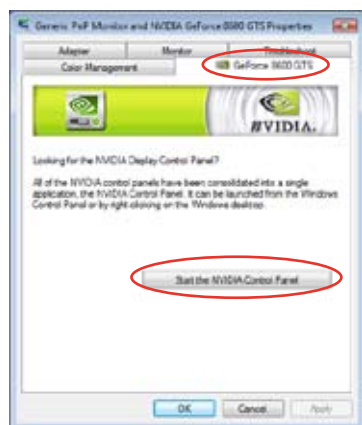 Generic PnP Monitor and NVIDIA GeForce 8600 GTS Properties
Adapter Monitor Troubleshoot
Color Management GeForce 8600 GTS
NVIDIA.
Looking for the NVIDIA Display Control Panel?
All of the NVIDIA control panels have been consolidated into a single
application, the NVIDIA Control Panel. It can be launched from the Windows
Control Panel or by right clicking on the Windows desktop.
Start the NVIDIA Control Panel
OK Cancel Apply